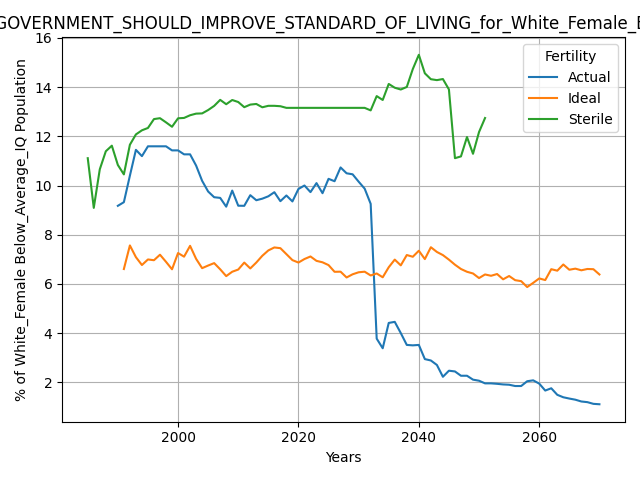 GOVERNMENT_SHOULD_IMPROVE_STANDARD_OF_LIVING_for_White_Female_B
Fertility
Actual
Ideal
Sterile
16
14
12
10
8
6
4
2
% of White_Female Below_Average_IQ Population
2000
2020
2040
2060
Years